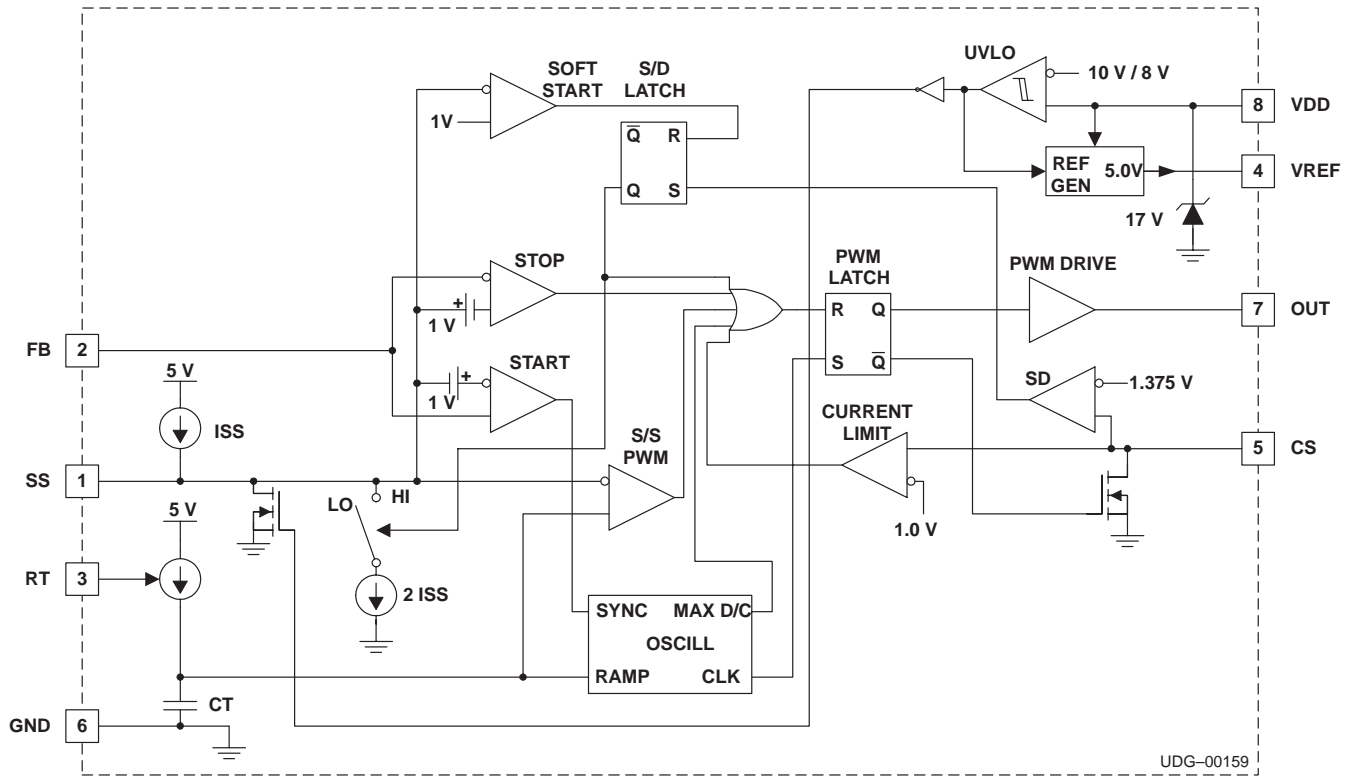 UVLO
SOFT
START
S/D
LATCH
10 V / 8 V
1V
Q̅ R
Q S
8 VDD
REF
GEN
5.0V
4 VREF
17 V
STOP
+
1 V
PWM
LATCH
PWM DRIVE
R Q
S Q̅
7 OUT
FB 2
START
+
1 V
SD
1.375 V
5 V
ISS
CURRENT
LIMIT
S/S
PWM
5 CS
SS 1
LO
HI
1.0 V
5 V
RT 3
2 ISS
SYNC MAX D/C
OSCILL
RAMP CLK
CT
GND 6
UDG–00159